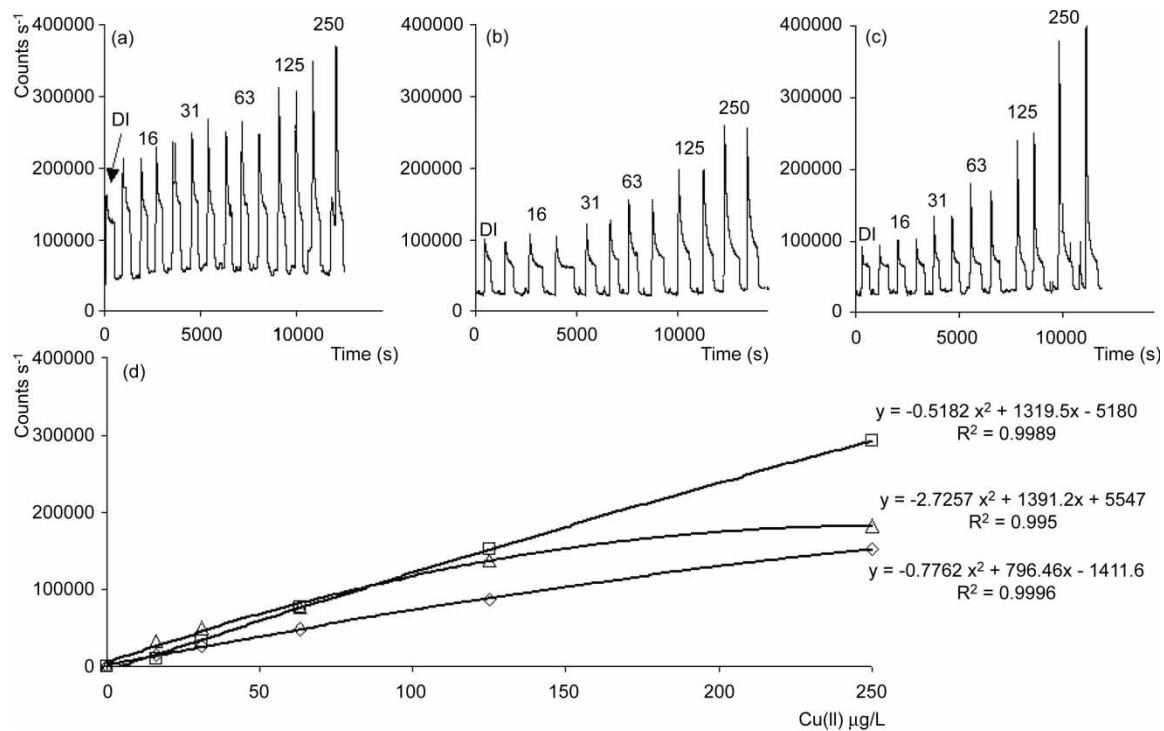 Counts s⁻¹
400000
300000
200000
100000
0
(a)
DI
16
31
63
125
250
0 5000 10000
Time (s)
400000
300000
200000
100000
0
(b)
DI
16
31
63
125
250
0 5000 10000
Time (s)
400000
300000
200000
100000
0
(c)
DI
16
31
63
125
250
0 5000 10000
Time (s)
Counts s⁻¹
400000
300000
200000
100000
0
(d)
y = -0.5182 x² + 1319.5x - 5180
R² = 0.9989
y = -2.7257 x² + 1391.2x + 5547
R² = 0.995
y = -0.7762 x² + 796.46x - 1411.6
R² = 0.9996
0 50 100 150 200 250
Cu(II) µg/L